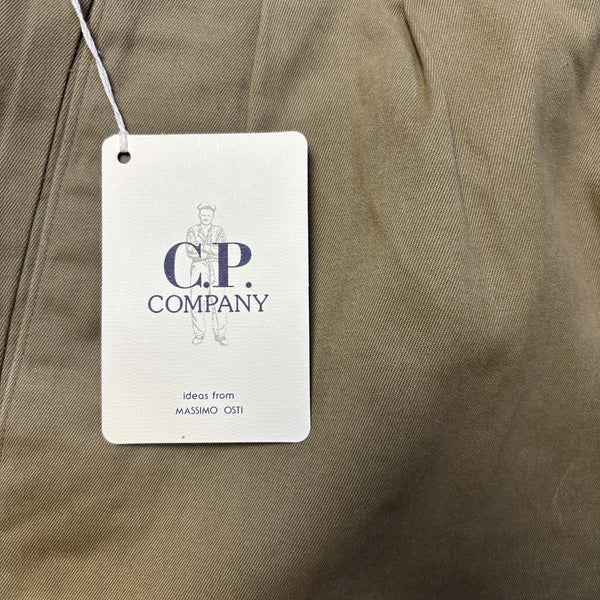 C.P.
COMPANY
ideas from
MASSIMO OSTI